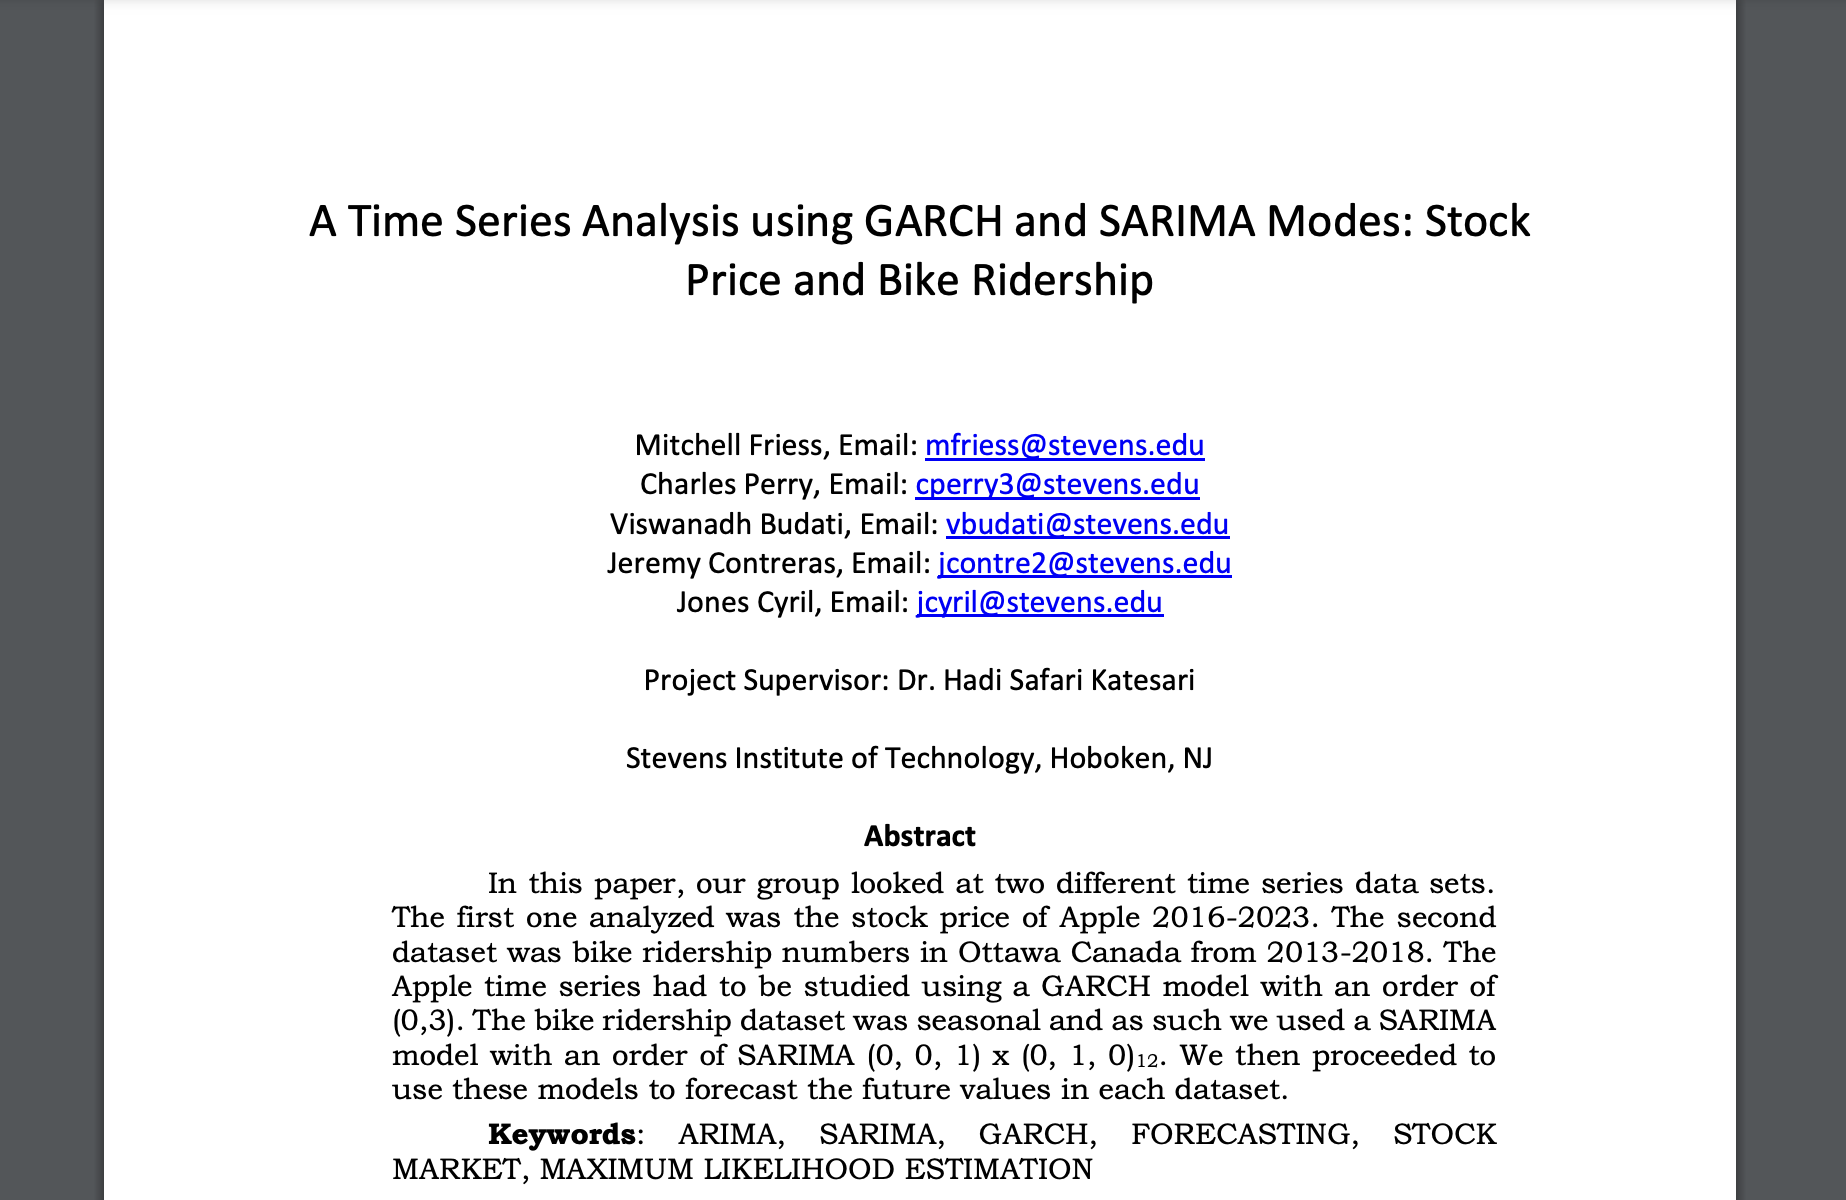 A Time Series Analysis using GARCH and SARIMA Modes: Stock
Price and Bike Ridership
Mitchell Friess, Email: mfriess@stevens.edu
Charles Perry, Email: cperry3@stevens.edu
Viswanadh Budati, Email: vbudati@stevens.edu
Jeremy Contreras, Email: jcontre2@stevens.edu
Jones Cyril, Email: jcyril@stevens.edu
Project Supervisor: Dr. Hadi Safari Katesari
Stevens Institute of Technology, Hoboken, NJ
Abstract
In this paper, our group looked at two different time series data sets.
The first one analyzed was the stock price of Apple 2016-2023. The second
dataset was bike ridership numbers in Ottawa Canada from 2013-2018. The
Apple time series had to be studied using a GARCH model with an order of
(0,3). The bike ridership dataset was seasonal and as such we used a SARIMA
model with an order of SARIMA (0, 0, 1) x (0, 1, 0)₁₂. We then proceeded to
use these models to forecast the future values in each dataset.
Keywords: ARIMA, SARIMA, GARCH, FORECASTING, STOCK
MARKET, MAXIMUM LIKELIHOOD ESTIMATION